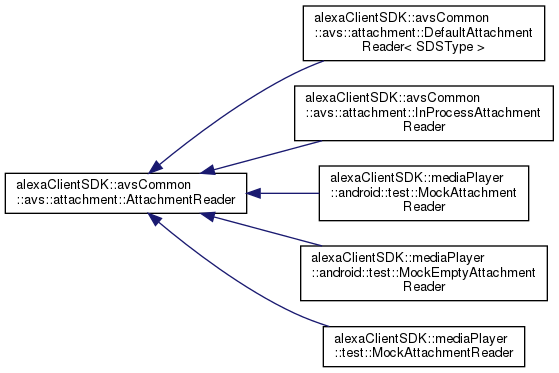 alexaClientSDK::avsCommon
::avs::attachment::DefaultAttachment
Reader< SDSType >
alexaClientSDK::avsCommon
::avs::attachment::InProcessAttachment
Reader
alexaClientSDK::mediaPlayer
::android::test::MockAttachment
Reader
alexaClientSDK::avsCommon
::avs::attachment::AttachmentReader
alexaClientSDK::mediaPlayer
::android::test::MockEmptyAttachment
Reader
alexaClientSDK::mediaPlayer
::test::MockAttachmentReader